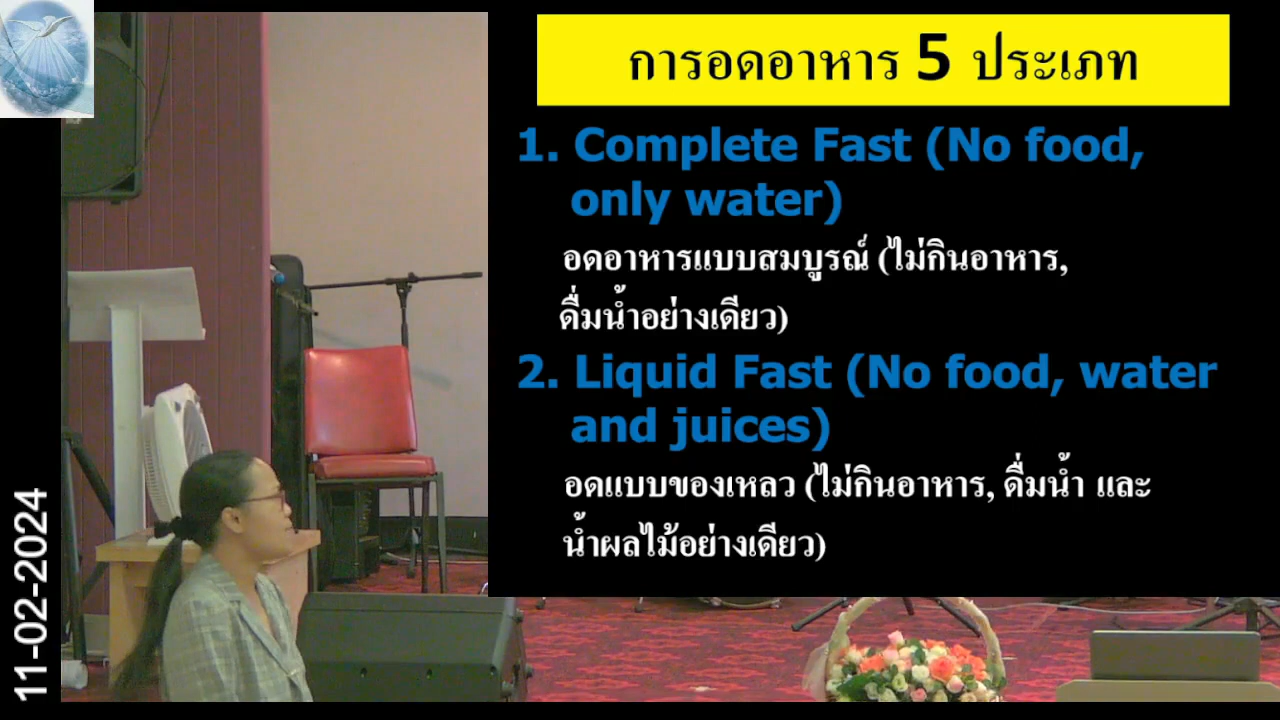 การอดอาหาร 5 ประเภท
1. Complete Fast (No food,
only water)
อดอาหารแบบสมบูรณ์ (ไม่กินอาหาร,
ดื่มน้ำอย่างเดียว)
2. Liquid Fast (No food, water
and juices)
อดแบบของเหลว (ไม่กินอาหาร, ดื่มน้ำ และ
น้ำผลไม้อย่างเดียว)
11-02-2024